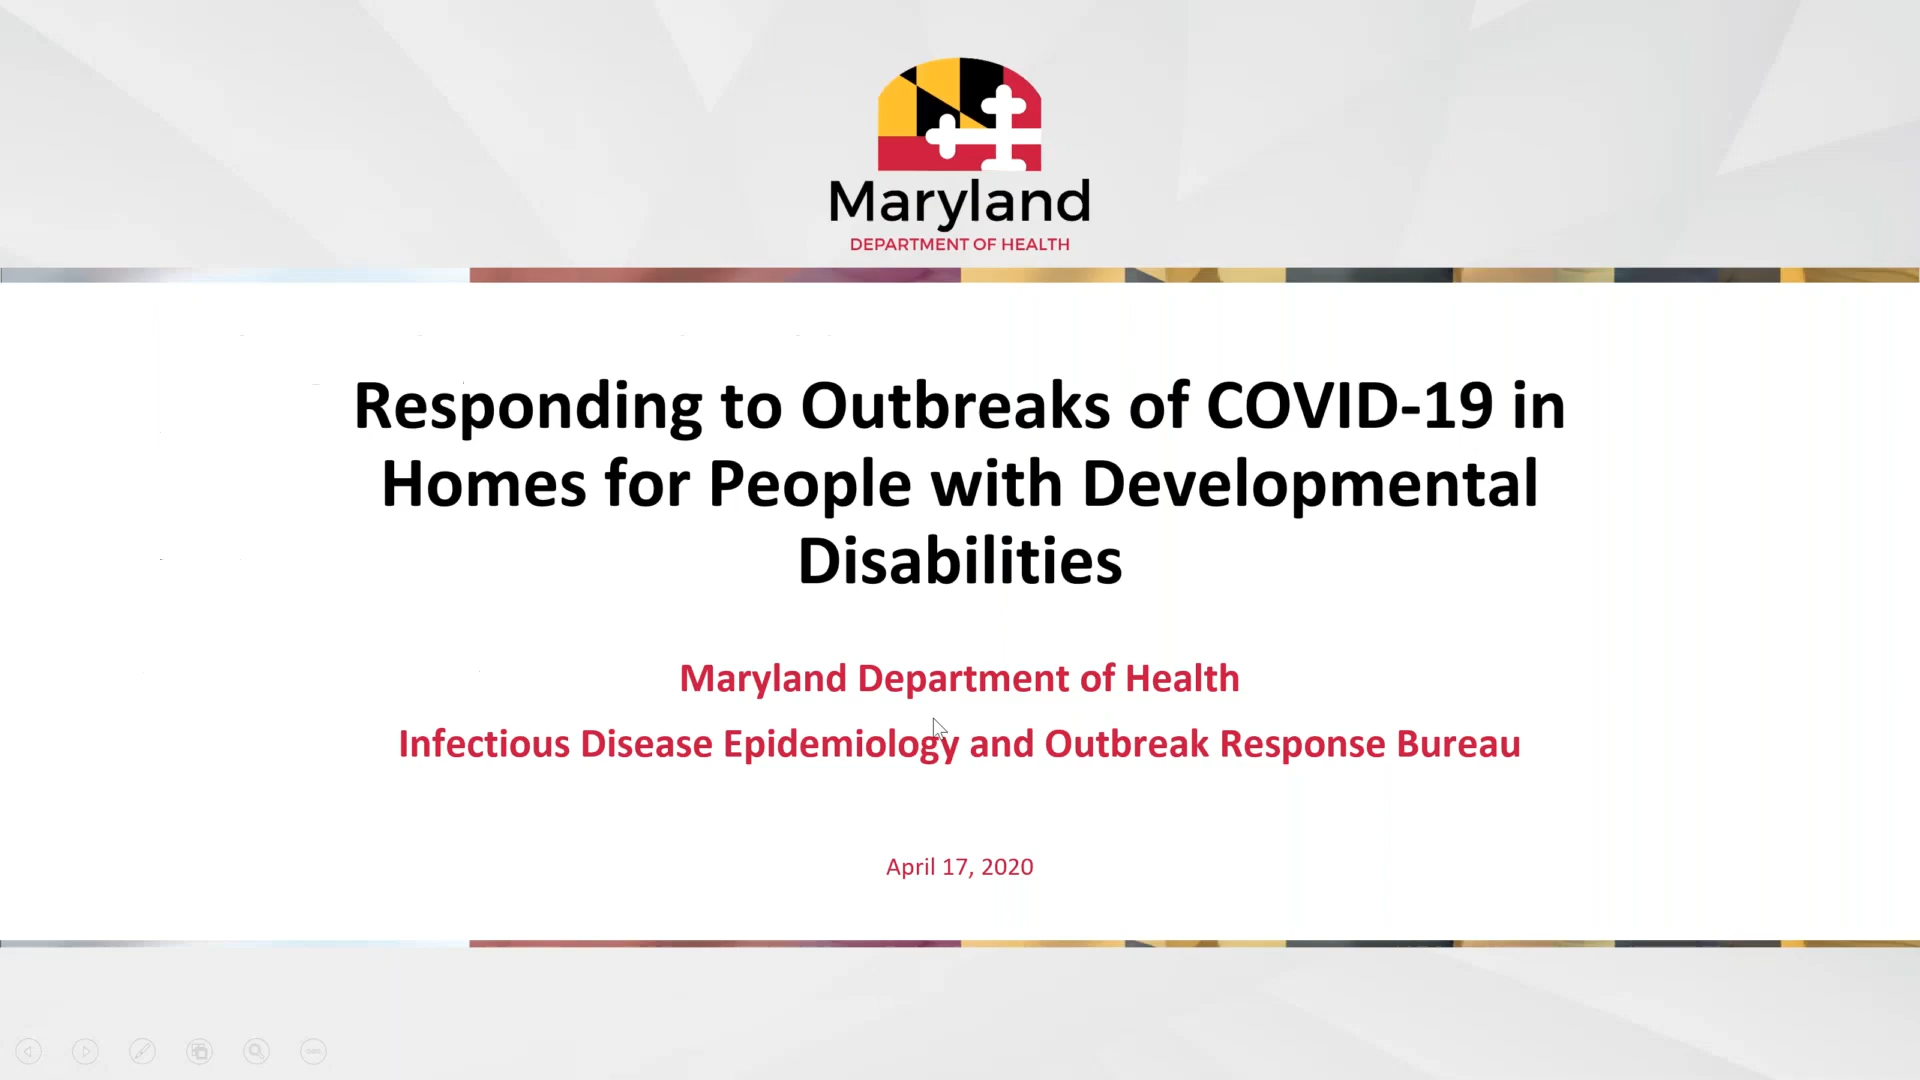 Maryland
DEPARTMENT OF HEALTH
Responding to Outbreaks of COVID-19 in
Homes for People with Developmental
Disabilities
Maryland Department of Health
Infectious Disease Epidemiology and Outbreak Response Bureau
April 17, 2020